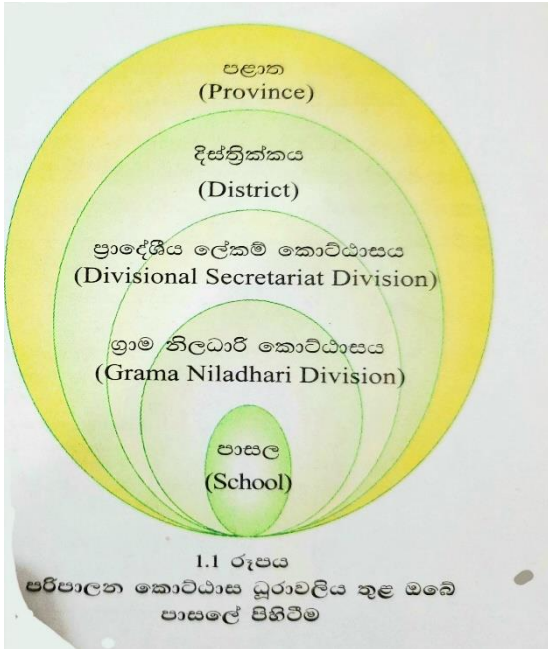 පළාත
(Province)
දිස්ත්‍රික්කය
(District)
ප්‍රාදේශීය ලේකම් කොට්ඨාසය
(Divisional Secretariat Division)
ග්‍රාම නිලධාරි කොට්ඨාසය
(Grama Niladhari Division)
පාසල
(School)
1.1 රූපය
පරිපාලන කොට්ඨාස ධූරාවලිය තුළ ඔබේ
පාසලේ පිහිටීම